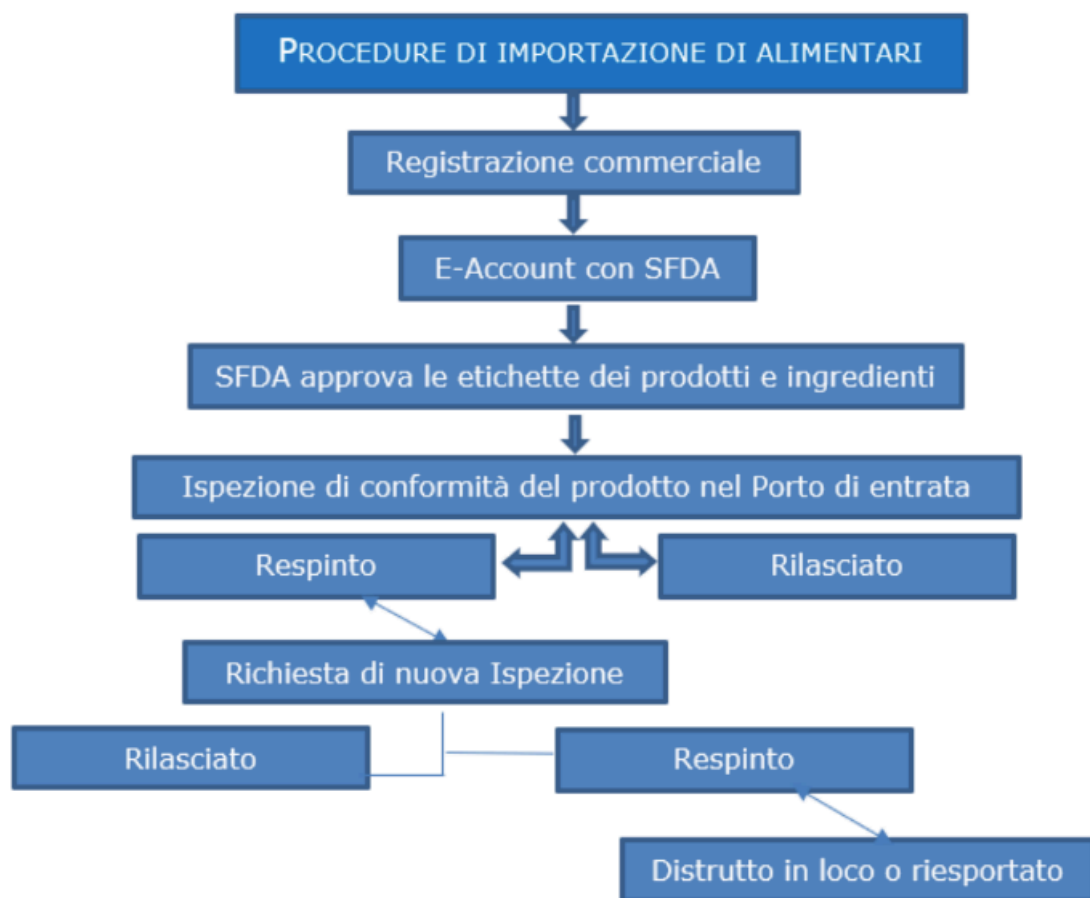 PROCEDURE DI IMPORTAZIONE DI ALIMENTARI
Registrazione commerciale
E-Account con SFDA
SFDA approva le etichette dei prodotti e ingredienti
Ispezione di conformità del prodotto nel Porto di entrata
Respinto
Rilasciato
Richiesta di nuova Ispezione
Rilasciato
Respinto
Distrutto in loco o riesportato